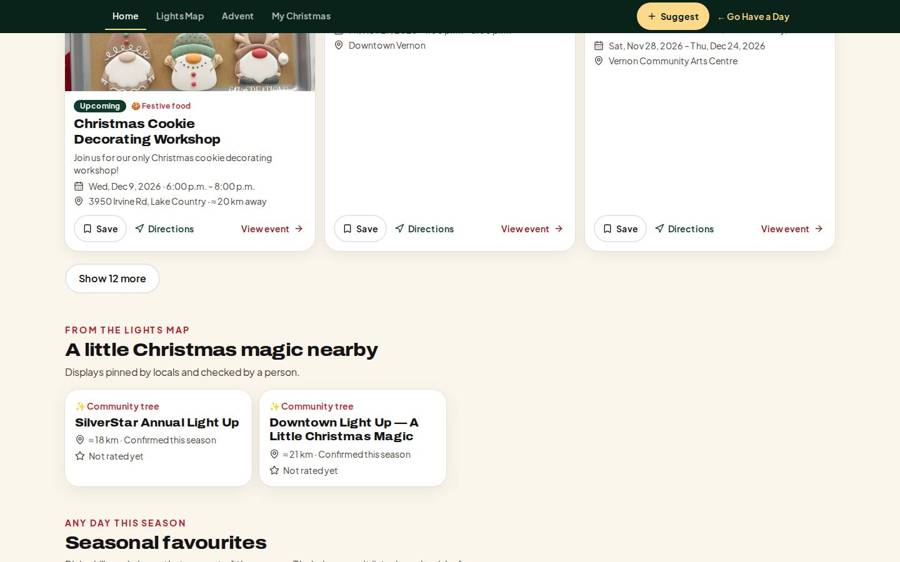 Home Lights Map Advent My Christmas + Suggest ← Go Have a Day
Downtown Vernon
Sat, Nov 28, 2026 – Thu, Dec 24, 2026
Vernon Community Arts Centre
Upcoming 🍪 Festive food
Christmas Cookie
Decorating Workshop
Join us for our only Christmas cookie decorating
workshop!
Wed, Dec 9, 2026 · 6:00 p.m. – 8:00 p.m.
3950 Irvine Rd, Lake Country · ≈ 20 km away
Save Directions View event →
Save Directions View event →
Save Directions View event →
Show 12 more
FROM THE LIGHTS MAP
A little Christmas magic nearby
Displays pinned by locals and checked by a person.
✨ Community tree
SilverStar Annual Light Up
≈ 18 km · Confirmed this season
Not rated yet
✨ Community tree
Downtown Light Up — A
Little Christmas Magic
≈ 21 km · Confirmed this season
Not rated yet
ANY DAY THIS SEASON
Seasonal favourites